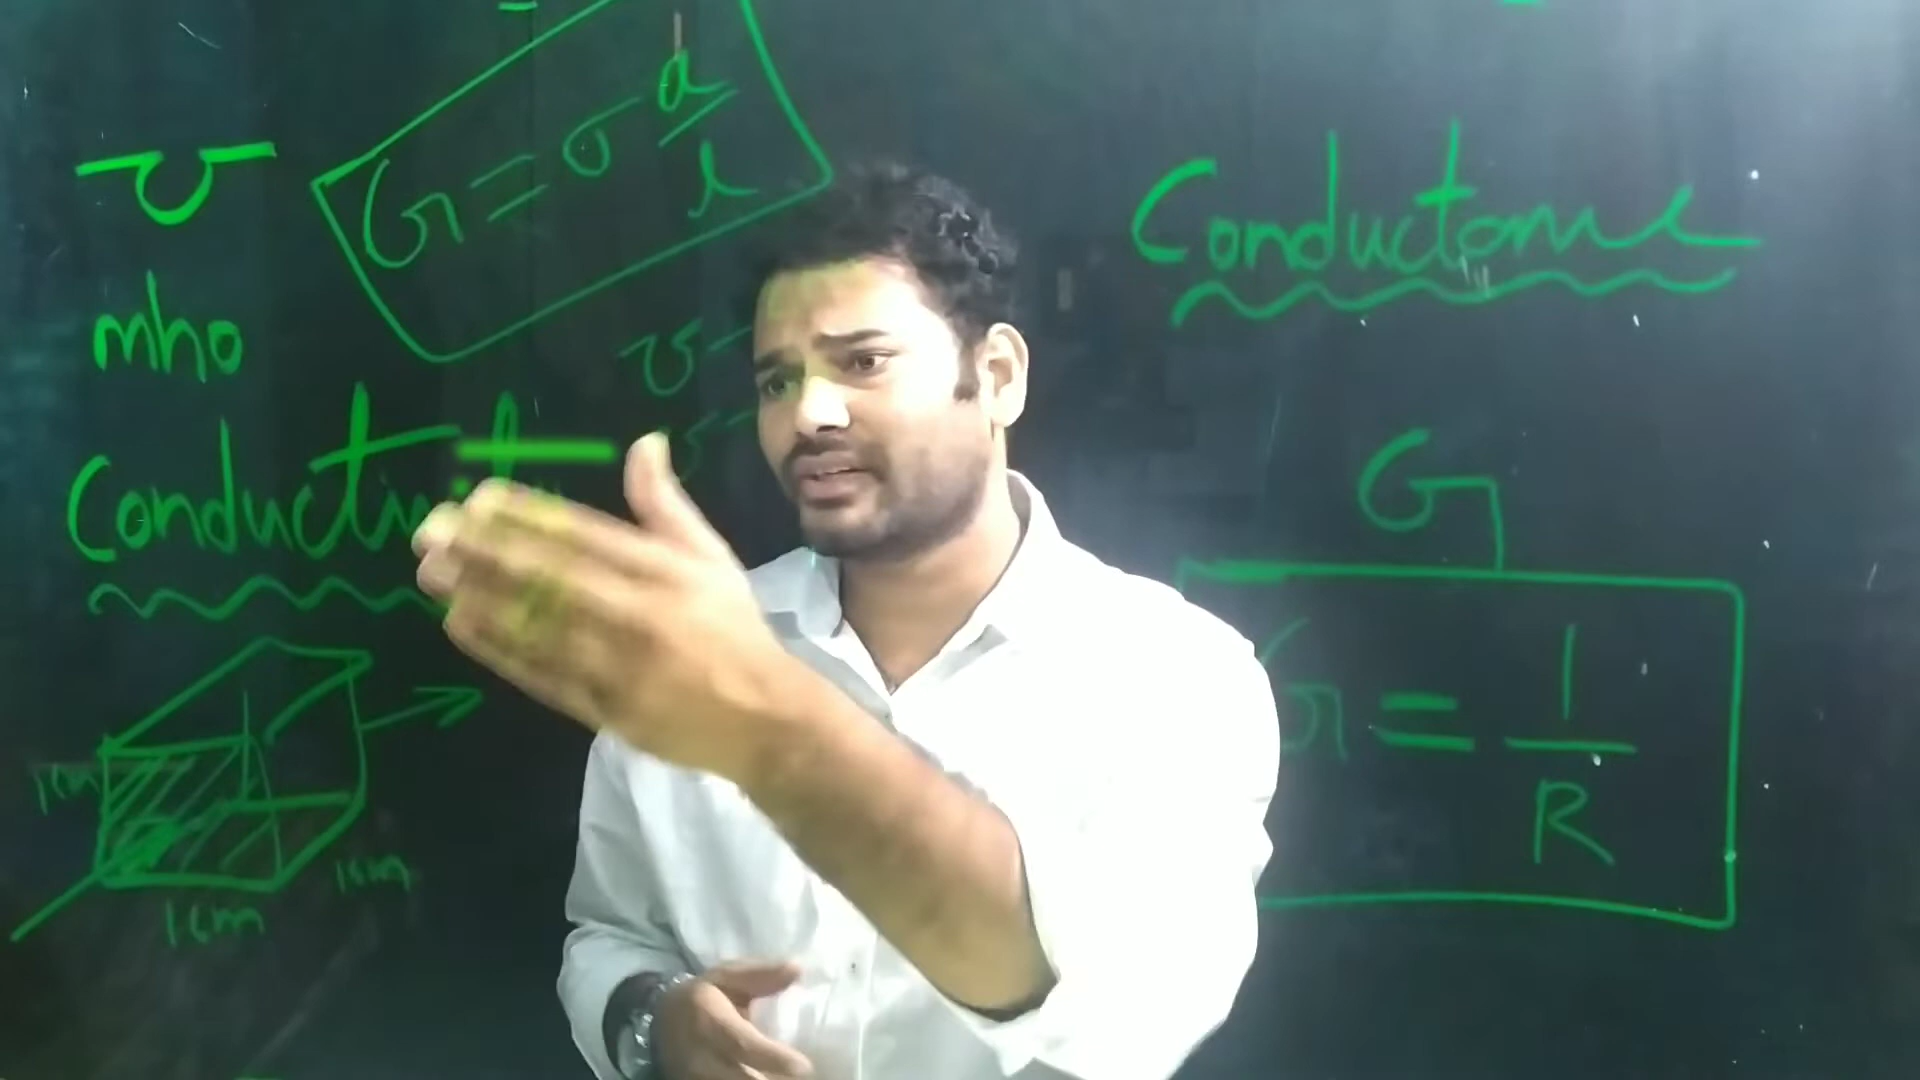 G = σ a/l
℧
mho
Conductance
G
G = 1/R
1cm
1cm
1cm